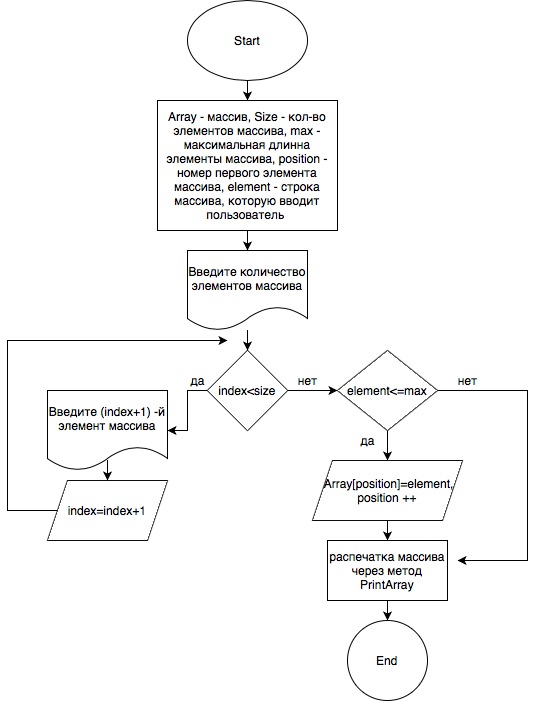 Start
Array - массив, Size - кол-во
элементов массива, max -
максимальная длинна
элементы массива, position -
номер первого элемента
массива, element - строка
массива, которую вводит
пользователь
Введите количество
элементов массива
да
index<size
нет
element<=max
нет
Введите (index+1) -й
элемент массива
да
index=index+1
Array[position]=element,
position ++
распечатка массива
через метод
PrintArray
End